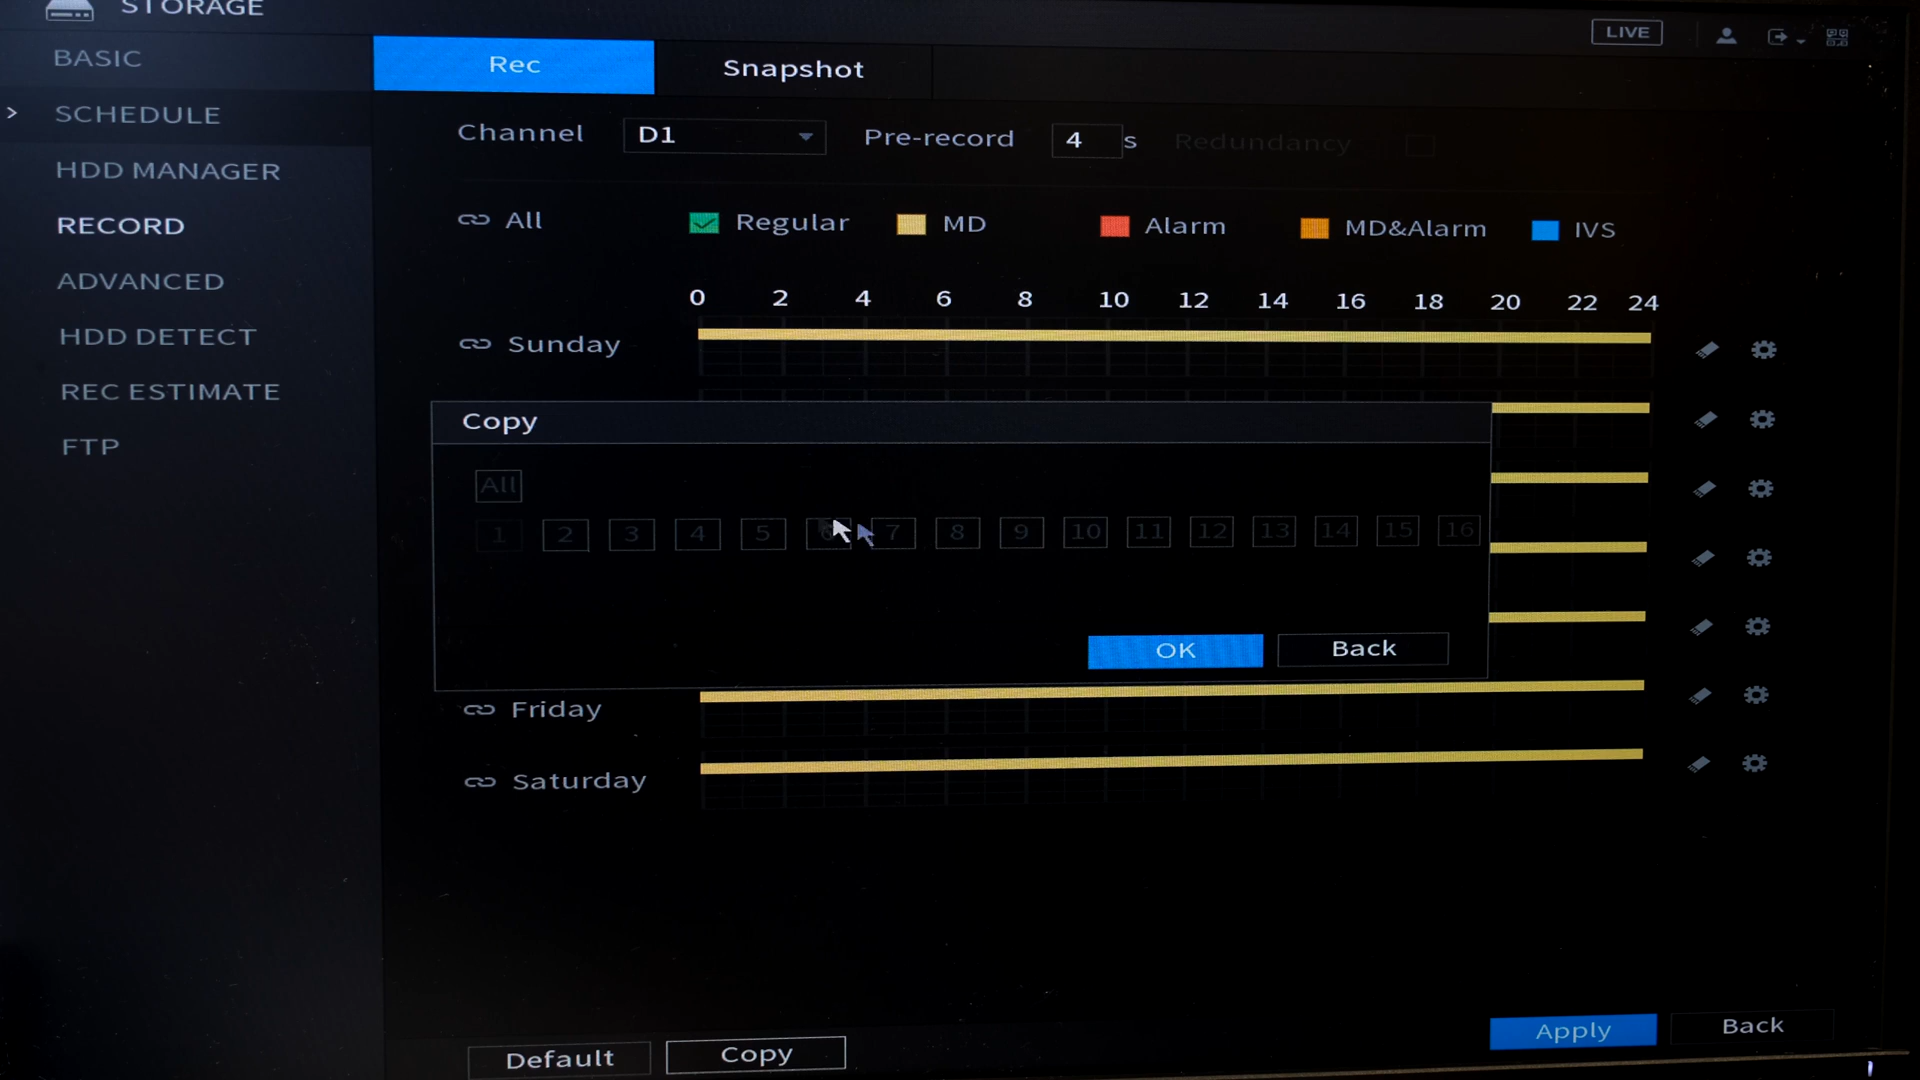 STORAGE
LIVE
BASIC
SCHEDULE
HDD MANAGER
RECORD
ADVANCED
HDD DETECT
REC ESTIMATE
FTP
Rec Snapshot
Channel D1 Pre-record 4 s Redundancy
All Regular MD Alarm MD&Alarm IVS
0 2 4 6 8 10 12 14 16 18 20 22 24
Sunday
Copy
All
1 2 3 4 5 6 7 8 9 10 11 12 13 14 15 16
OK Back
Friday
Saturday
Default Copy Apply Back